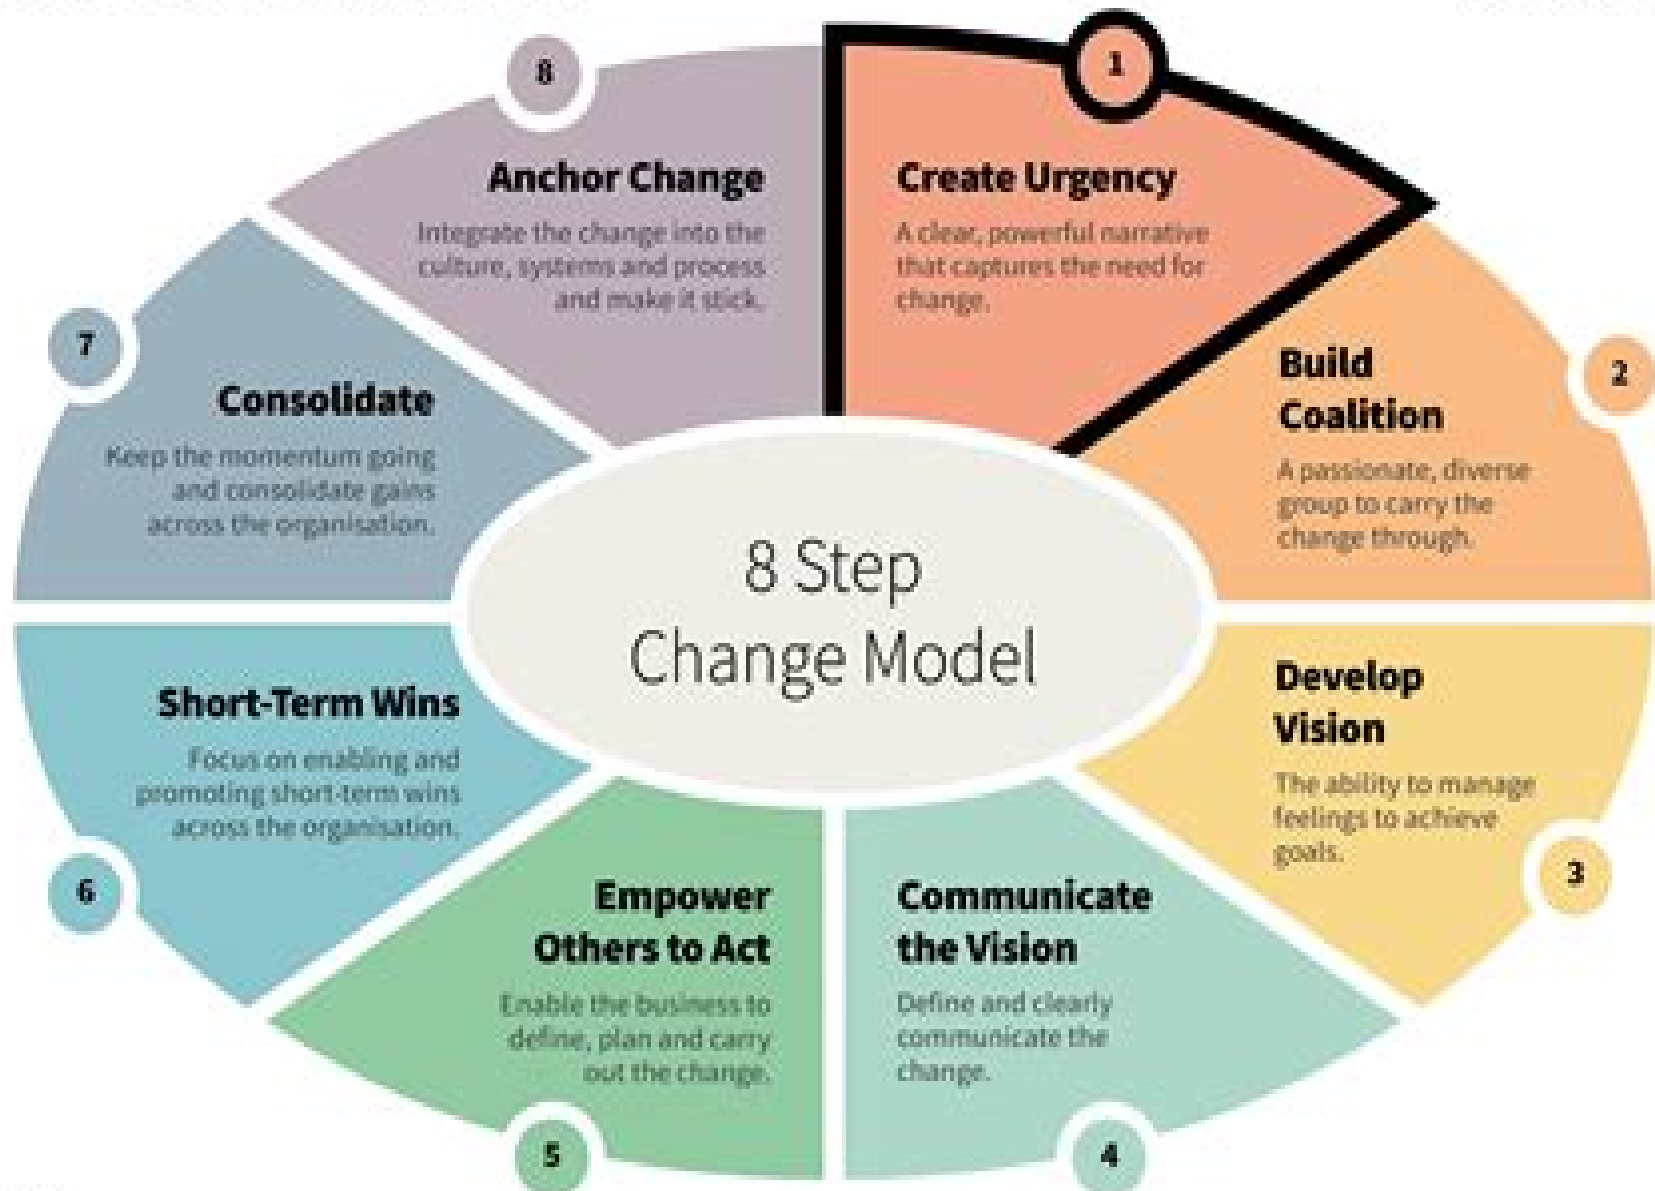 8 Step
Change Model
1
Create Urgency
A clear, powerful narrative
that captures the need for
change.
2
Build
Coalition
A passionate, diverse
group to carry the
change through.
3
Develop
Vision
The ability to manage
feelings to achieve
goals.
4
Communicate
the Vision
Define and clearly
communicate the
change.
5
Empower
Others to Act
Enable the business to
define, plan and carry
out the change.
6
Short-Term Wins
Focus on enabling and
promoting short-term wins
across the organisation.
7
Consolidate
Keep the momentum going
and consolidate gains
across the organisation.
8
Anchor Change
Integrate the change into the
culture, systems and process
and make it stick.